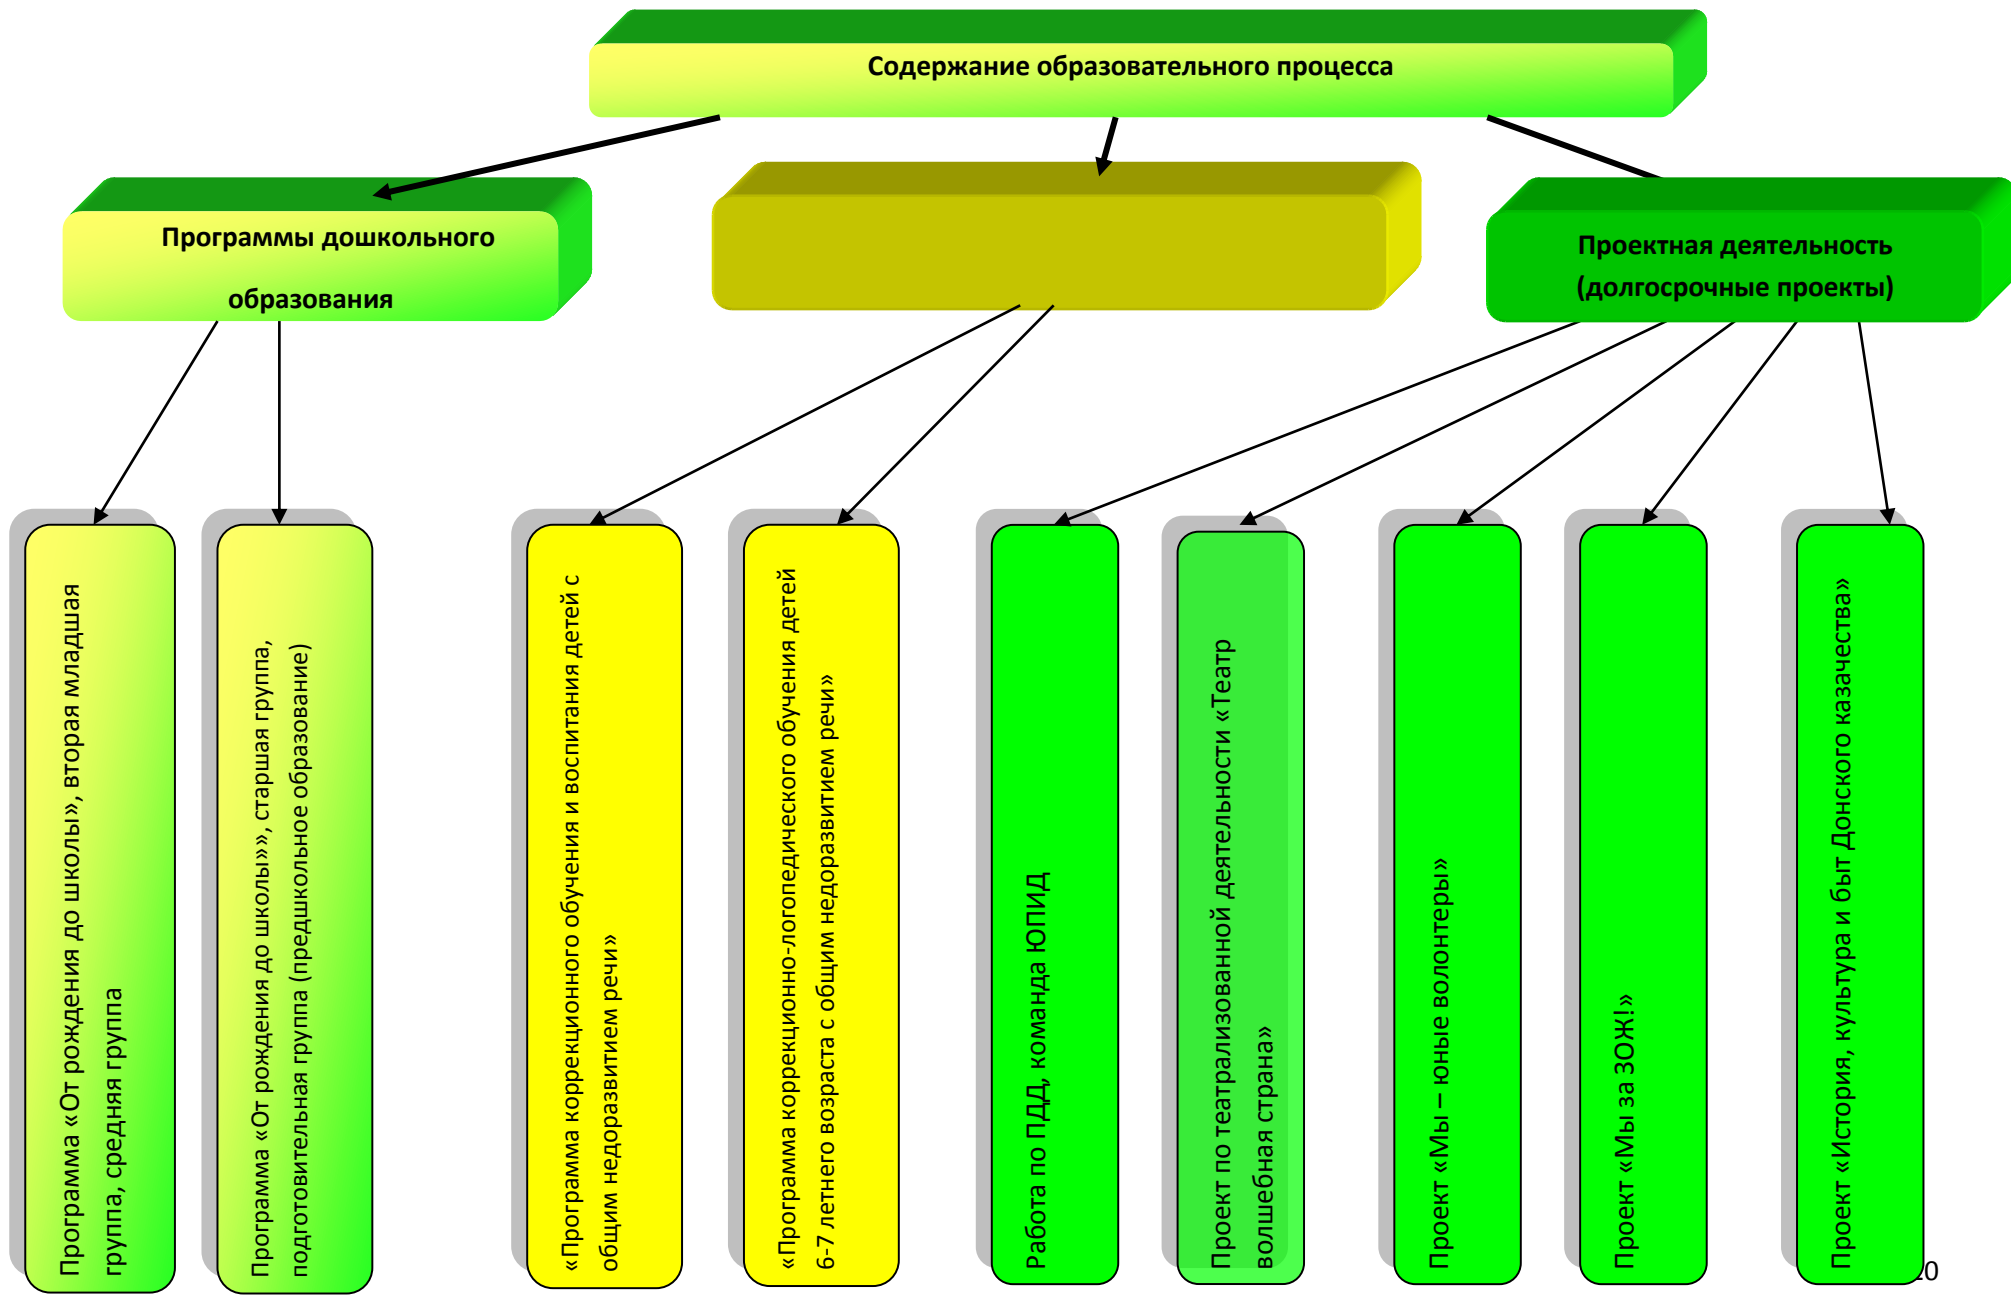 Содержание образовательного процесса
Программы дошкольного
образования
Проектная деятельность
(долгосрочные проекты)
Программа «От рождения до школы», вторая младшая
группа, средняя группа
Программа «От рождения до школы»», старшая группа,
подготовительная группа (предшкольное образование)
«Программа коррекционного обучения и воспитания детей с
общим недоразвитием речи»
«Программа коррекционно-логопедического обучения детей
6-7 летнего возраста с общим недоразвитием речи»
Работа по ПДД, команда ЮПИД
Проект по театрализованной деятельности «Театр
волшебная страна»
Проект «Мы – юные волонтеры»
Проект «Мы за ЗОЖ!»
Проект «История, культура и быт Донского казачества»